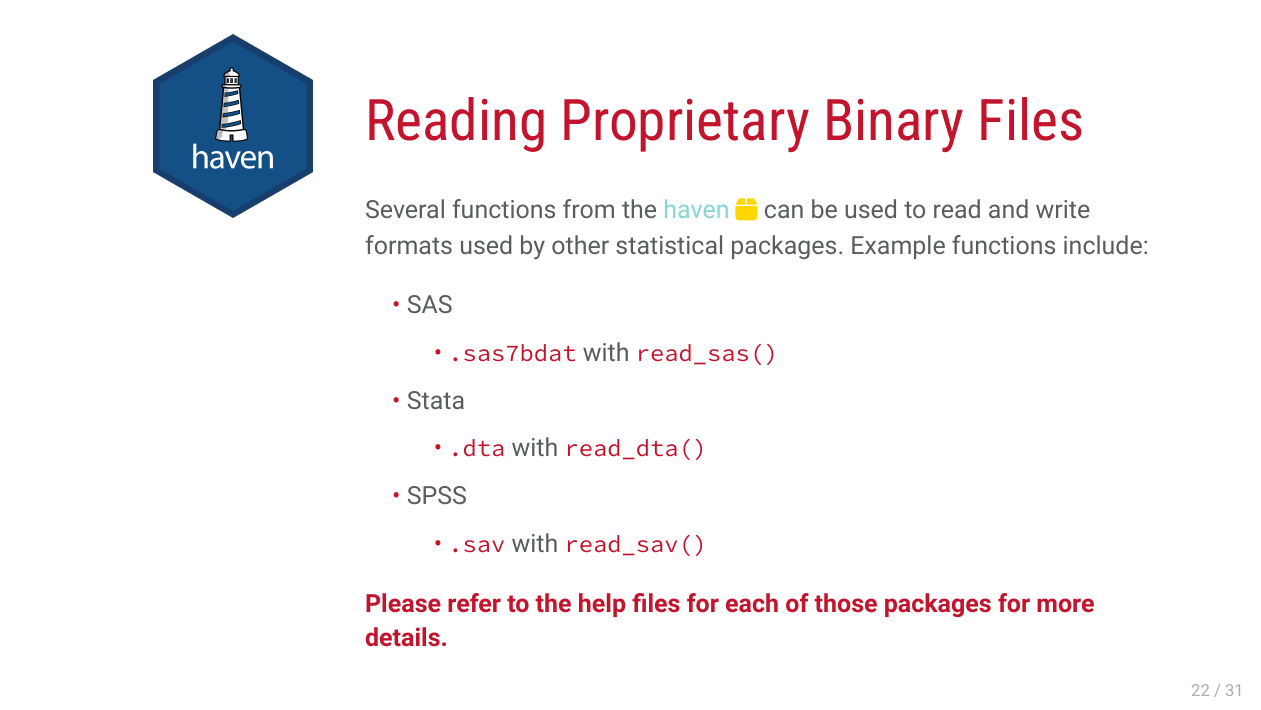 haven
Reading Proprietary Binary Files
Several functions from the haven can be used to read and write
formats used by other statistical packages. Example functions include:
• SAS
• .sas7bdat with read_sas()
• Stata
• .dta with read_dta()
• SPSS
• .sav with read_sav()
Please refer to the help files for each of those packages for more
details.
22 / 31